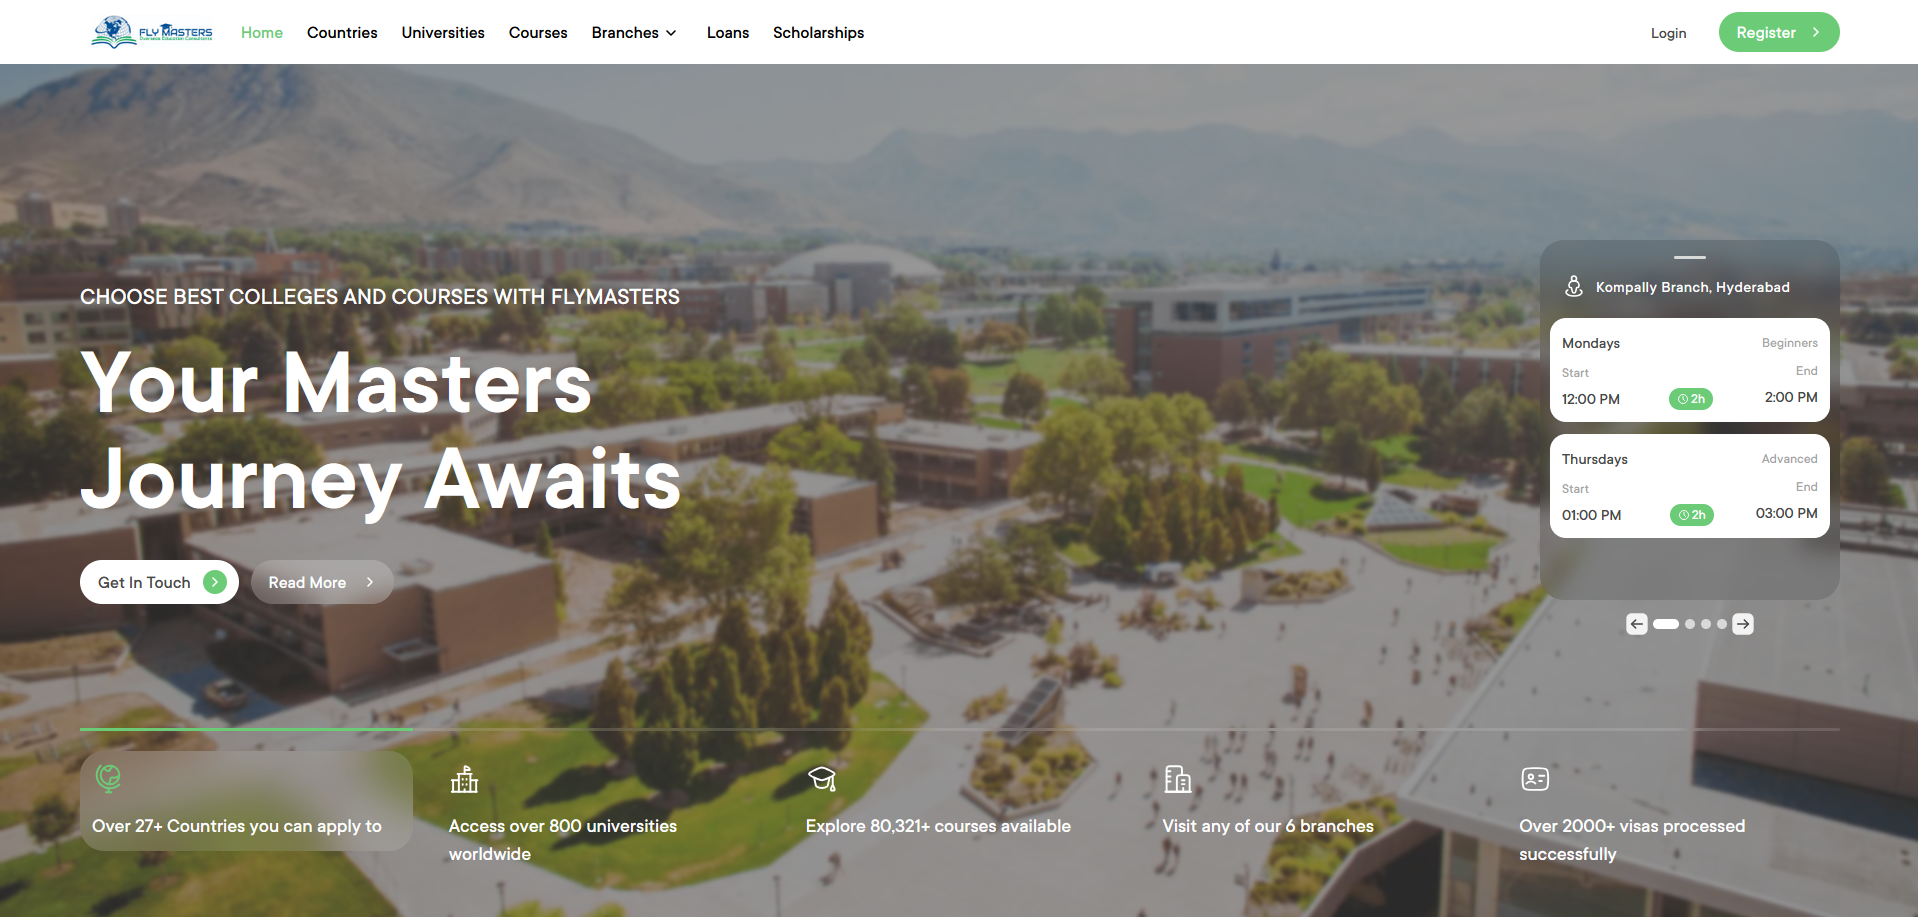 FLY MASTERS
Overseas Education Consultants
Home
Countries
Universities
Courses
Branches
Loans
Scholarships
Login
Register
CHOOSE BEST COLLEGES AND COURSES WITH FLYMASTERS
Your Masters
Journey Awaits
Get In Touch
Read More
Kompally Branch, Hyderabad
Mondays
Beginners
Start
End
12:00 PM
2h
2:00 PM
Thursdays
Advanced
Start
End
01:00 PM
2h
03:00 PM
Over 27+ Countries you can apply to
Access over 800 universities
worldwide
Explore 80,321+ courses available
Visit any of our 6 branches
Over 2000+ visas processed
successfully